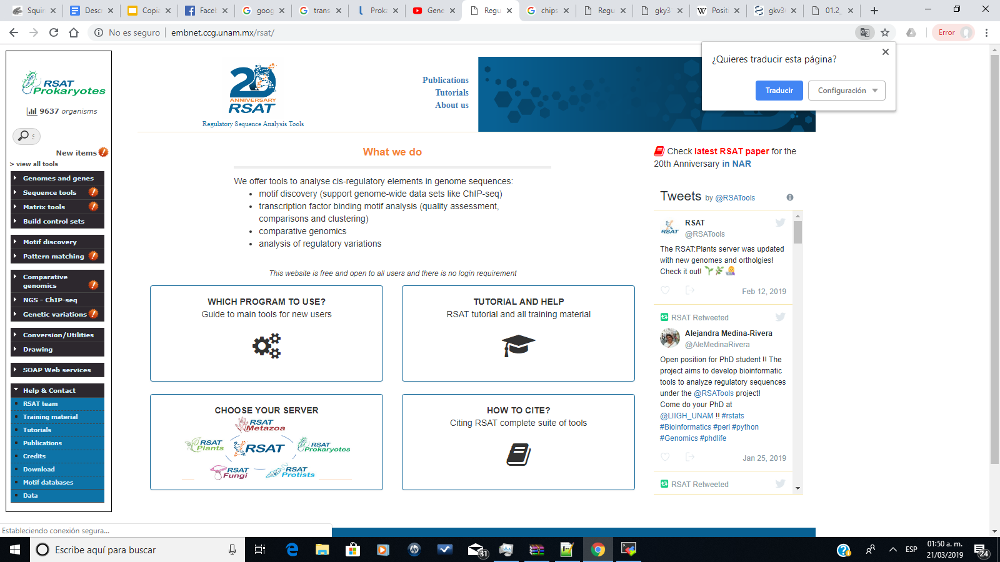 Squir
Descr
Copia
Faceb
goog
trans
Proka
Gene
Regu
chips
Regu
gky3
Positi
gkv3
01.2_
No es seguro | embnet.ccg.unam.mx/rsat/
Error
¿Quieres traducir esta página?
Traducir
Configuración
RSAT
Prokaryotes
9637 organisms
New items
> view all tools
Genomes and genes
Sequence tools
Matrix tools
Build control sets
Motif discovery
Pattern matching
Comparative
genomics
NGS - ChIP-seq
Genetic variations
Conversion/Utilities
Drawing
SOAP Web services
Help & Contact
RSAT team
Training material
Tutorials
Publications
Credits
Download
Motif databases
Data
20
ANNIVERSARY
RSAT
Regulatory Sequence Analysis Tools
Publications
Tutorials
About us
What we do
We offer tools to analyse cis-regulatory elements in genome sequences:
• motif discovery (support genome-wide data sets like ChIP-seq)
• transcription factor binding motif analysis (quality assessment,
comparisons and clustering)
• comparative genomics
• analysis of regulatory variations
This website is free and open to all users and there is no login requirement
WHICH PROGRAM TO USE?
Guide to main tools for new users
TUTORIAL AND HELP
RSAT tutorial and all training material
CHOOSE YOUR SERVER
RSAT
Metazoa
RSAT
Plants
RSAT
RSAT
Prokaryotes
RSAT
Fungi
RSAT
Protists
HOW TO CITE?
Citing RSAT complete suite of tools
Check latest RSAT paper for the
20th Anniversary in NAR
Tweets by @RSATools
RSAT
RSAT
@RSATools
The RSAT:Plants server was updated
with new genomes and orthologies!
Check it out! 🌱🌿👩‍🔬
Feb 12, 2019
RSAT Retweeted
Alejandra Medina-Rivera
@AleMedinaRivera
Open position for PhD student !! The
project aims to develop bioinformatic
tools to analyze regulatory sequences
under the @RSATools project!
Come do your PhD at
@LIIGH_UNAM !! #rstats
#Bioinformatics #perl #python
#Genomics #phdlife
Jan 25, 2019
RSAT Retweeted
Estableciendo conexión segura...
Escribe aquí para buscar
31
ESP
01:50 a. m.
21/03/2019
24